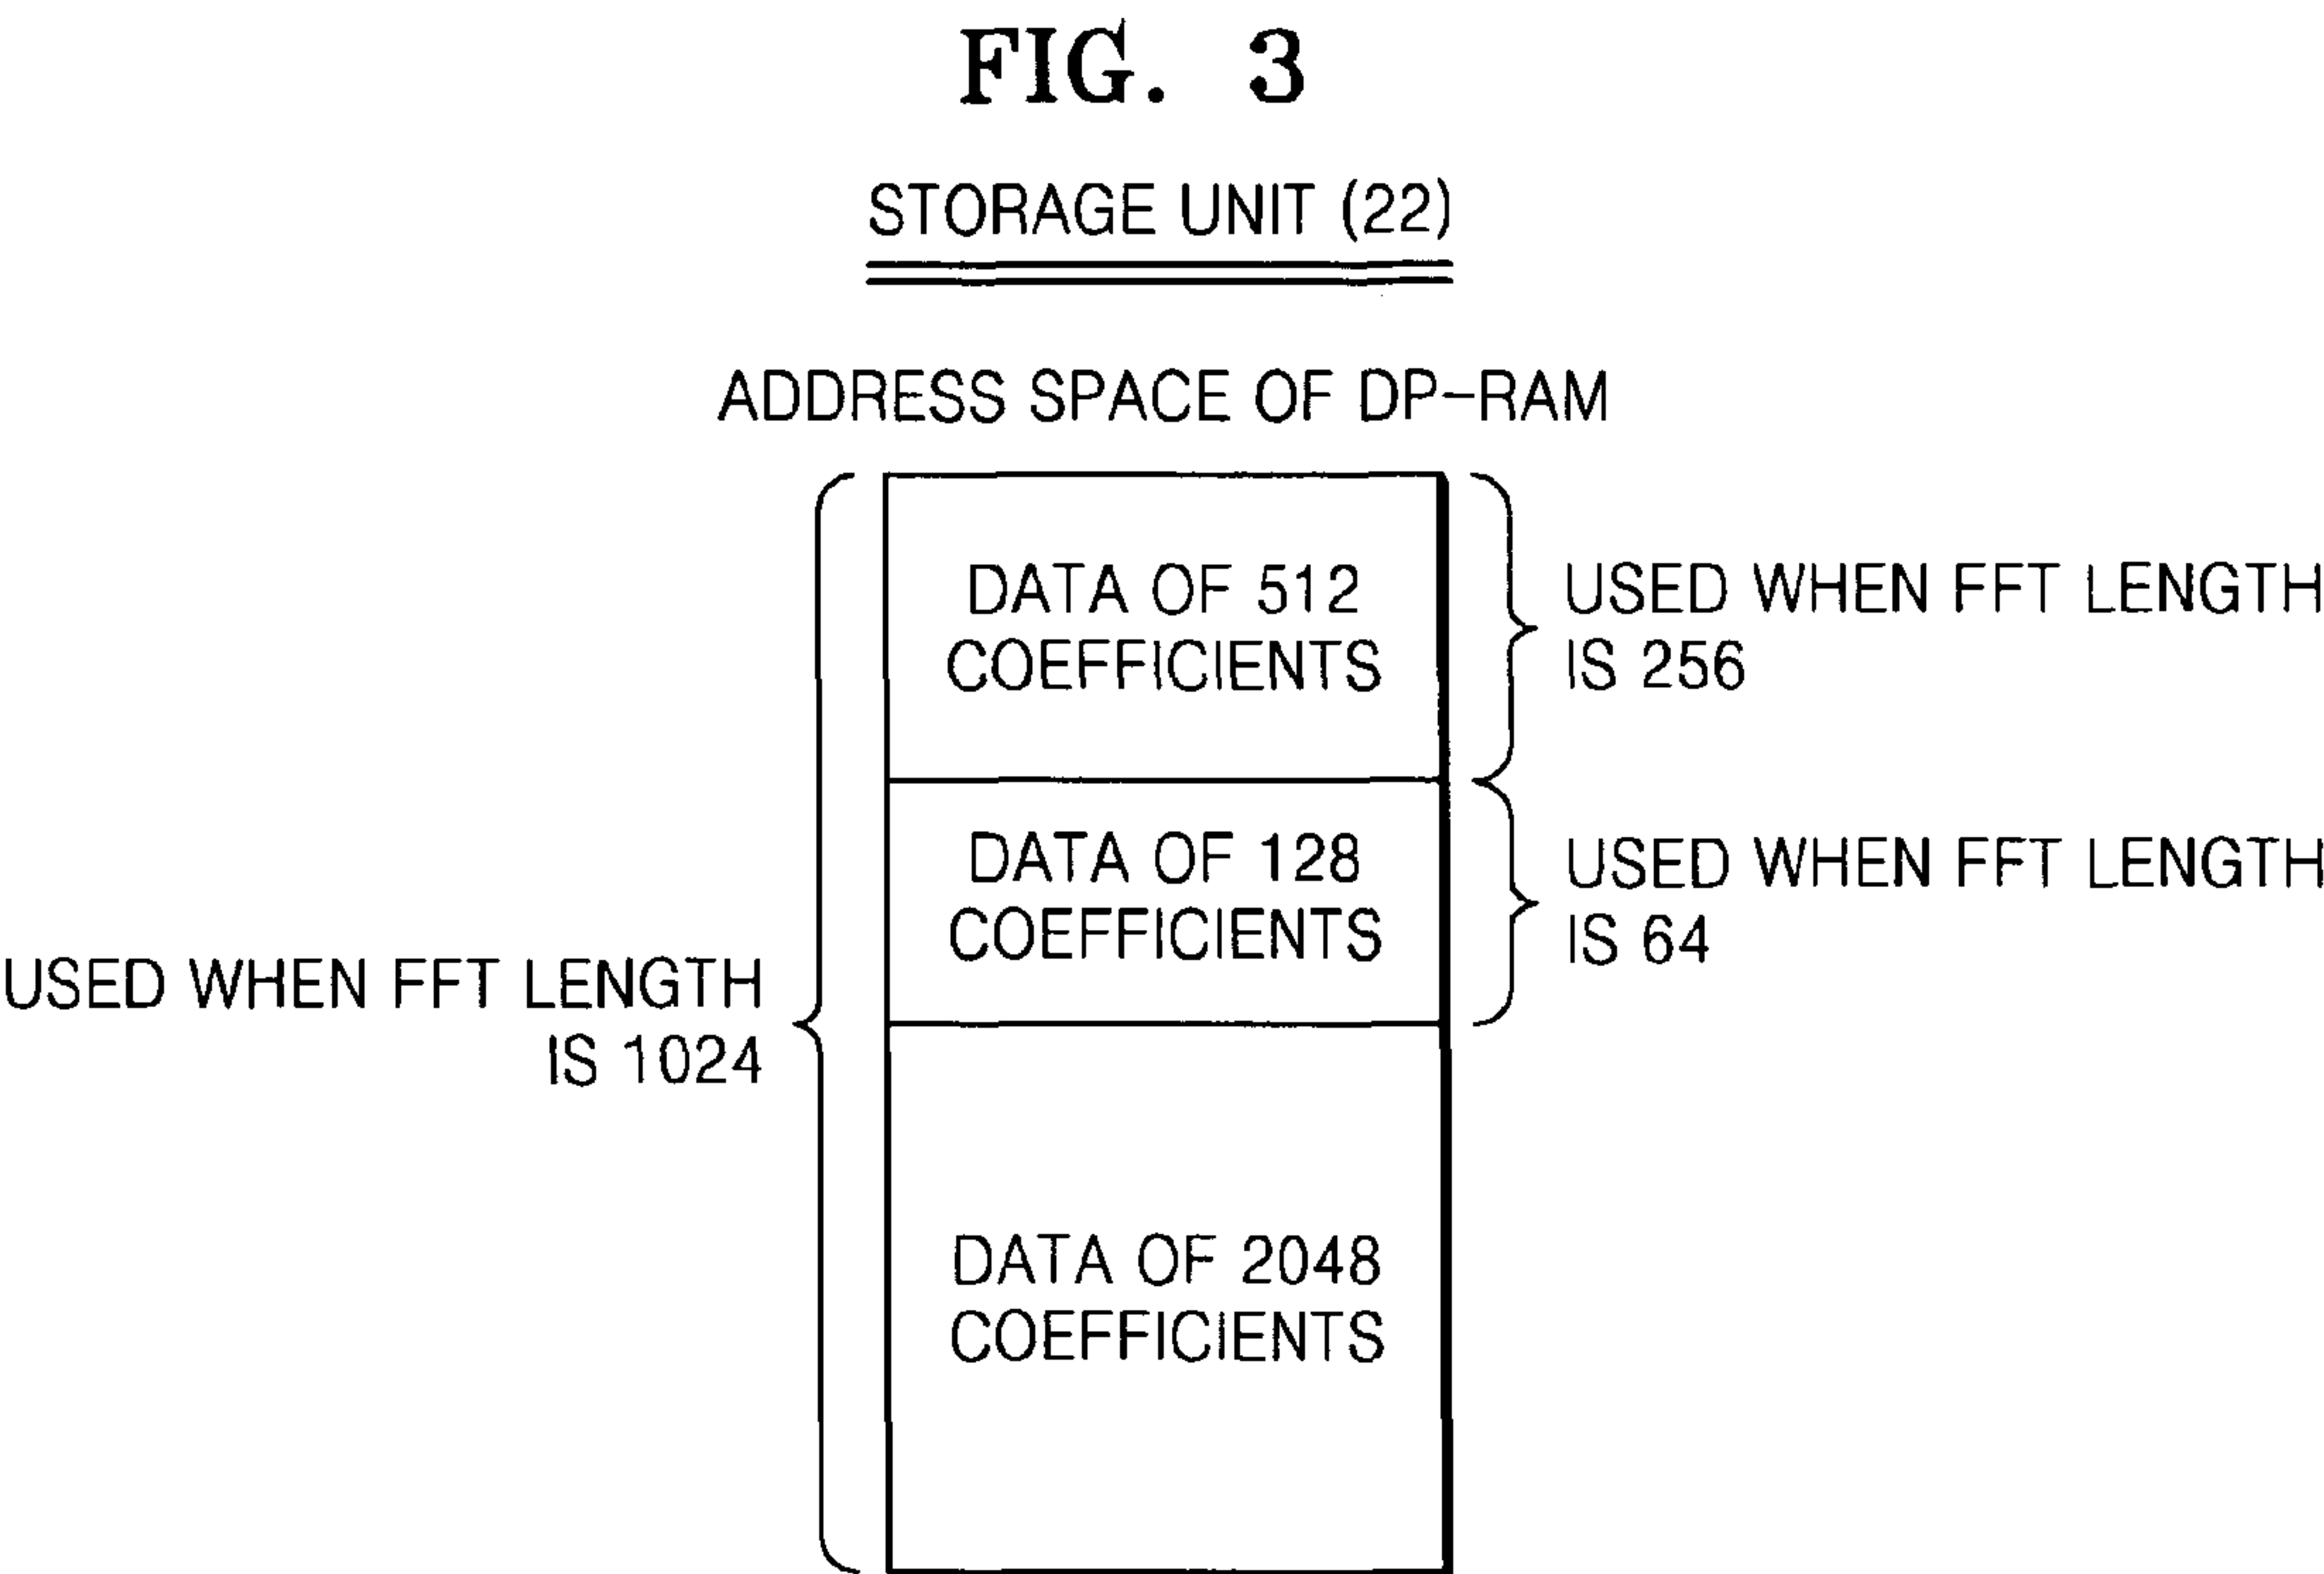 FIG. 3
STORAGE UNIT (22)
ADDRESS SPACE OF DP-RAM
DATA OF 512
COEFFICIENTS
USED WHEN FFT LENGTH
IS 256
DATA OF 128
COEFFICIENTS
USED WHEN FFT LENGTH
IS 64
USED WHEN FFT LENGTH
IS 1024
DATA OF 2048
COEFFICIENTS